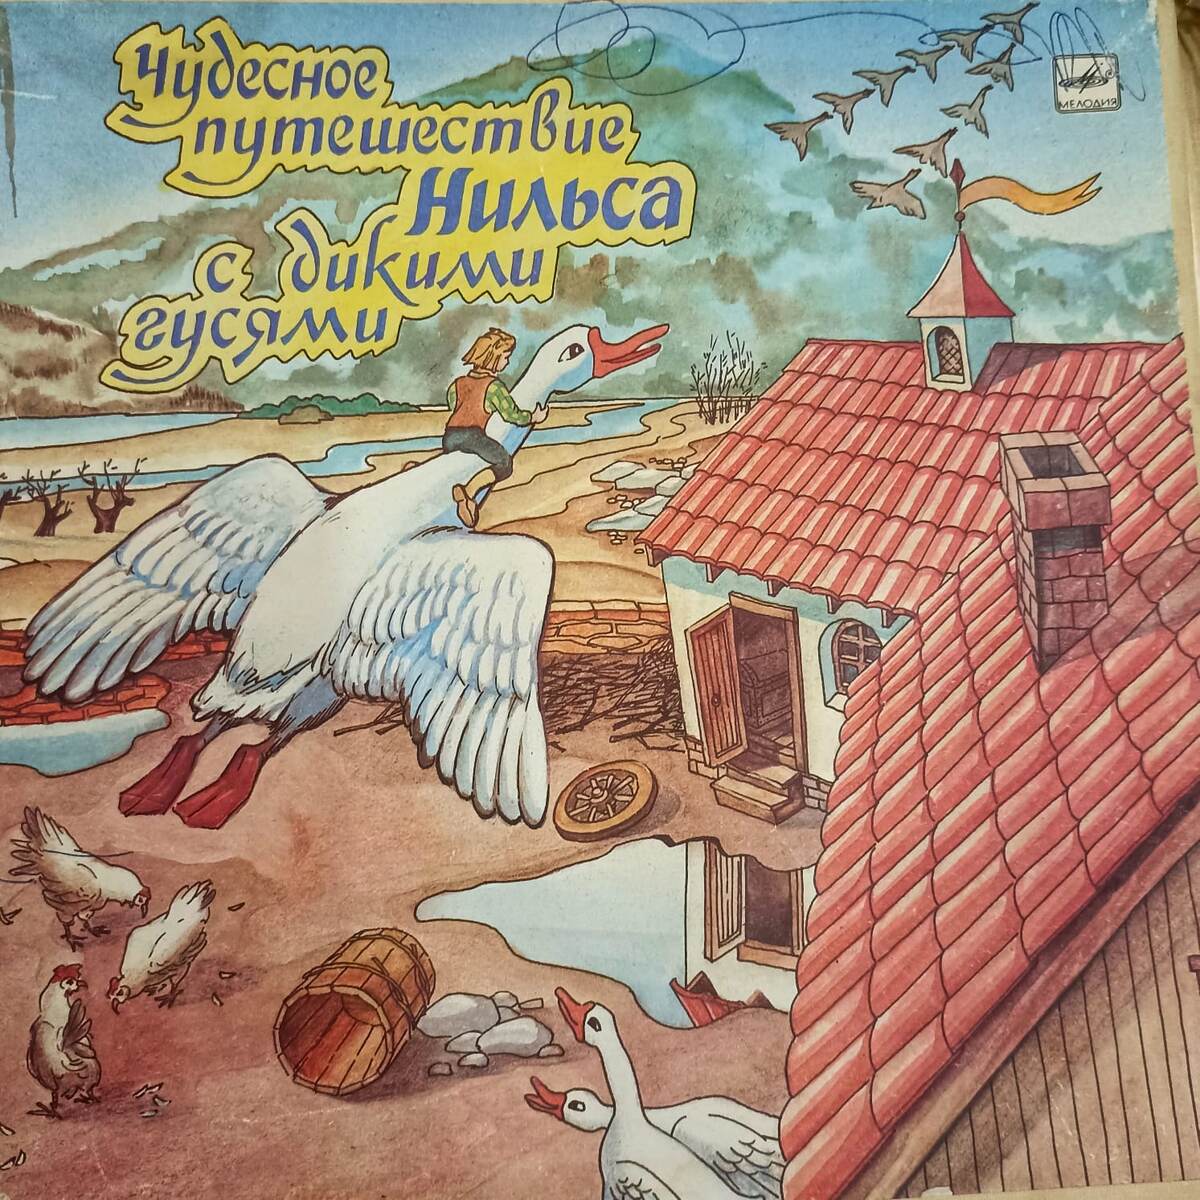 Чудесное
путешествие
Нильса
с дикими
гусями
МЕЛОДИЯ